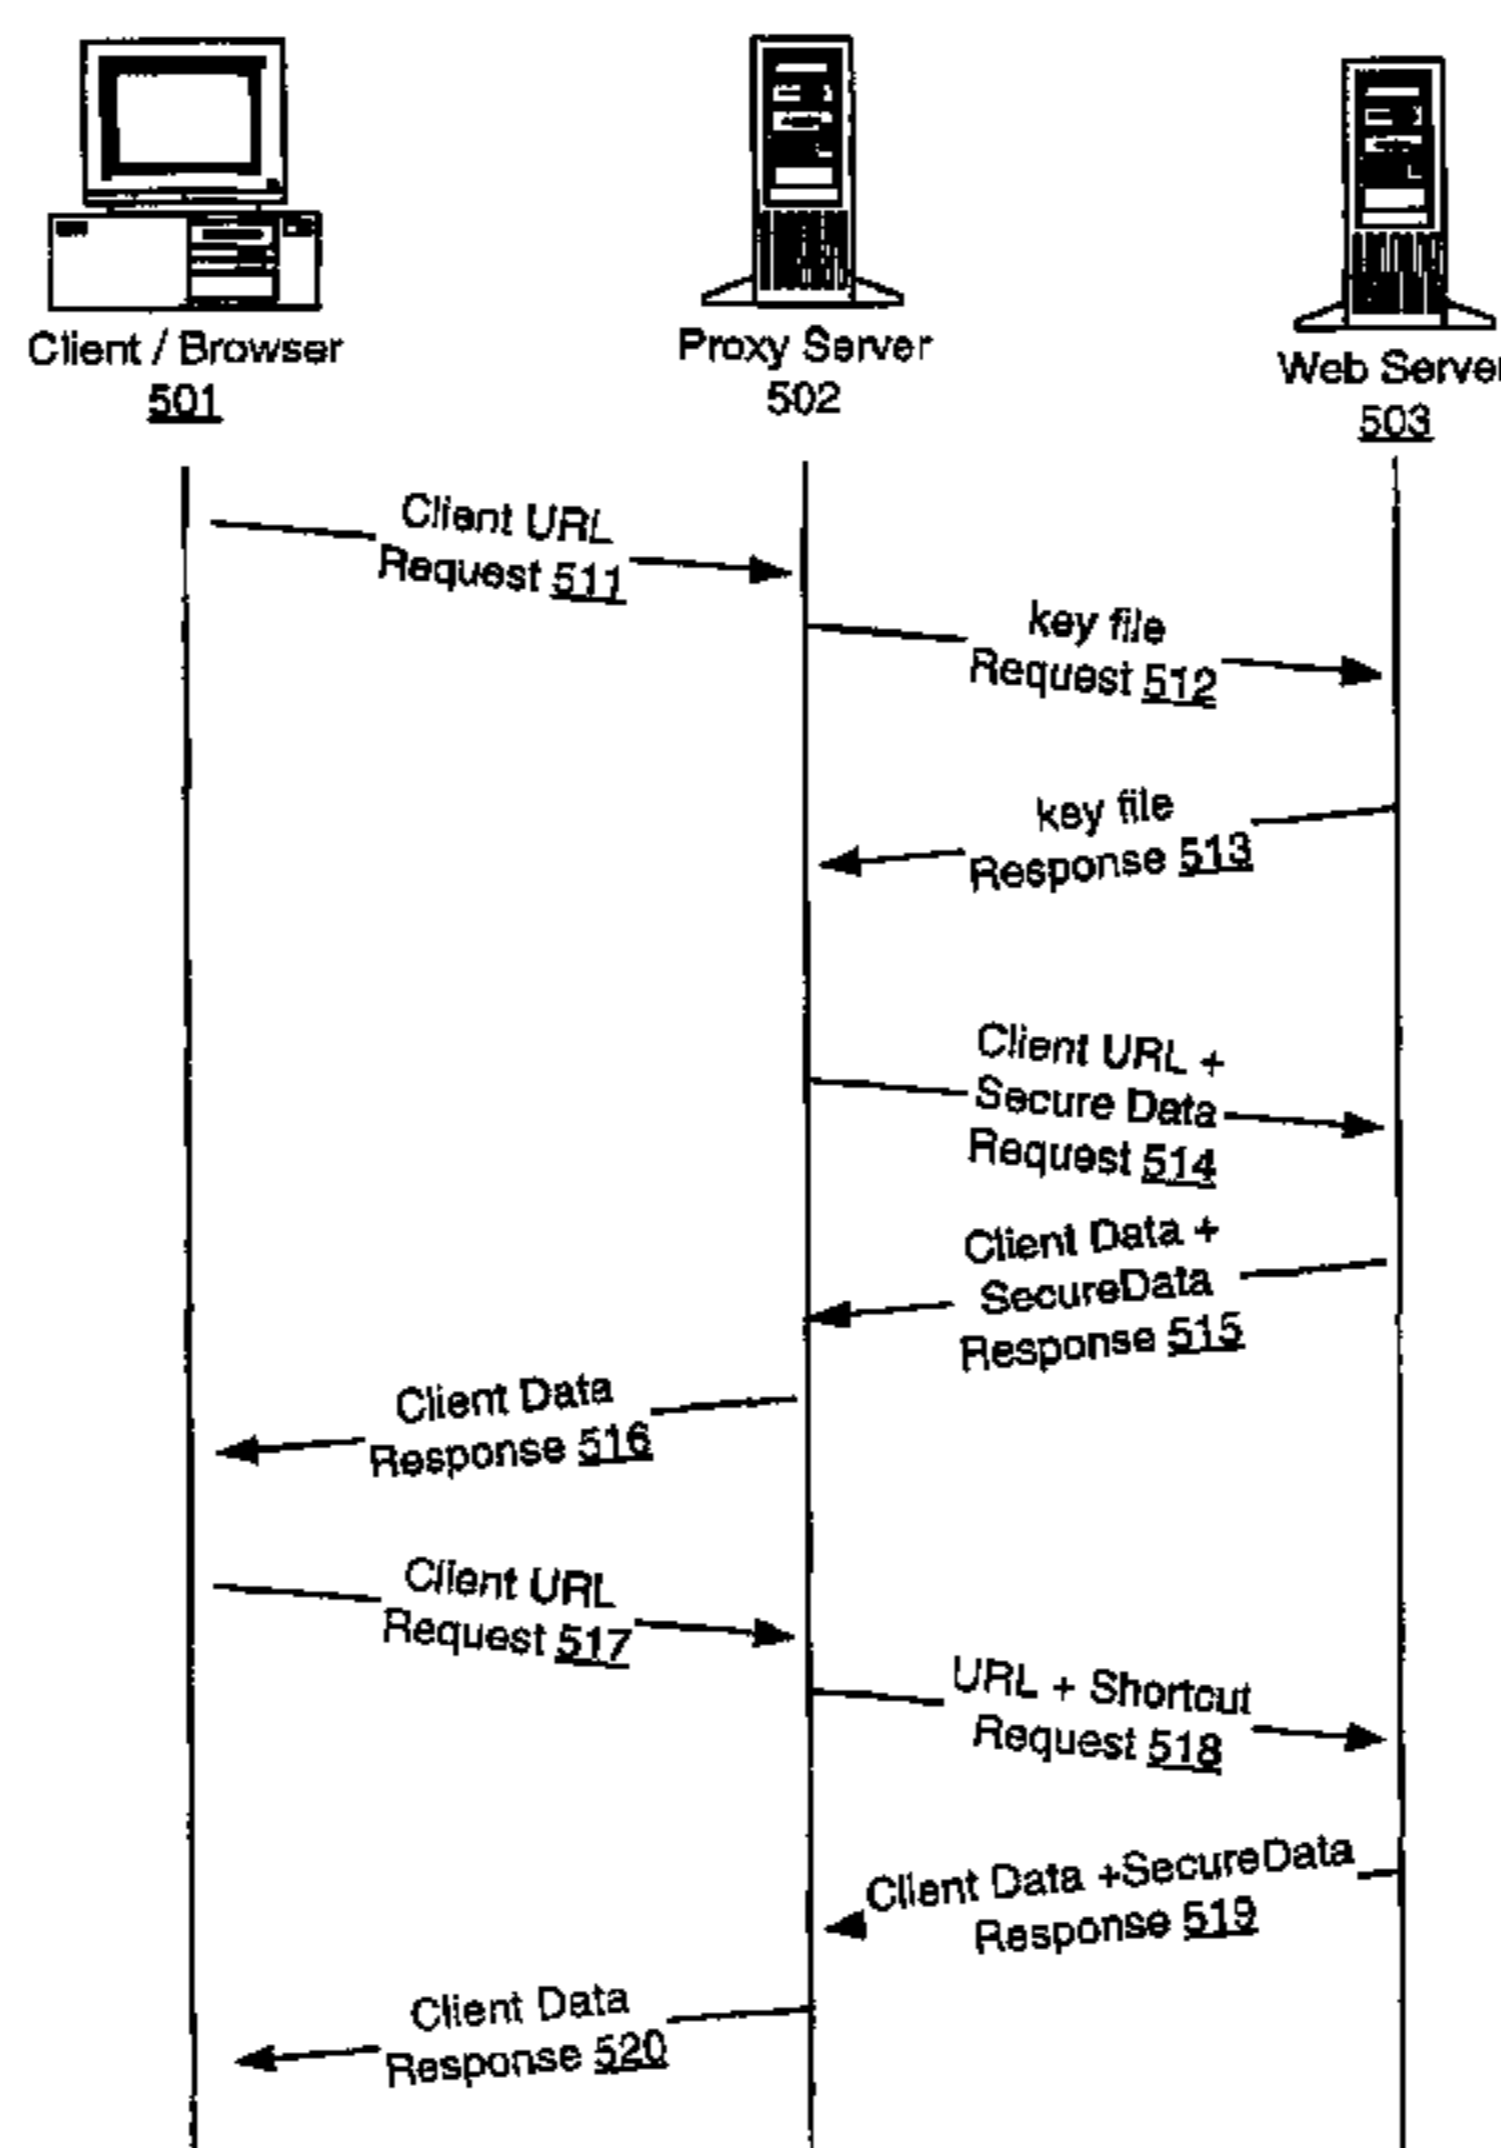 Client / Browser
501
Proxy Server
502
Web Server
503
Client URL
Request 511
key file
Request 512
key file
Response 513
Client URL +
Secure Data
Request 514
Client Data +
SecureData
Response 515
Client Data
Response 516
Client URL
Request 517
URL + Shortcut
Request 518
Client Data +SecureData
Response 519
Client Data
Response 520